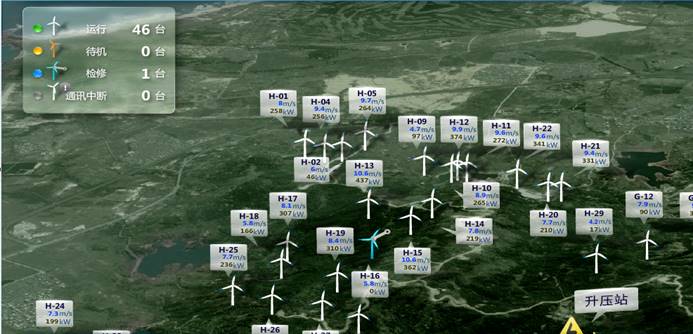 运行 46 台
待机 0 台
检修 1 台
通讯中断 0 台
H-01
8m/s
258kW
H-04
9.4m/s
256kW
H-05
9.7m/s
264kW
H-09
4.7m/s
97kW
H-12
9.9m/s
374kW
H-11
9.6m/s
272kW
H-22
9.6m/s
341kW
H-21
9.4m/s
331kW
H-02
6m/s
46kW
H-13
10.6m/s
437kW
H-10
8.9m/s
265kW
H-17
8.1m/s
307kW
H-18
5.8m/s
166kW
H-19
8.4m/s
310kW
H-14
7.8m/s
219kW
H-20
7.7m/s
210kW
H-29
4.2m/s
17kW
G-12
7.9m/s
90kW
H-25
7.7m/s
236kW
H-15
10.6m/s
362kW
H-16
5.8m/s
0kW
升压站
H-24
7.3m/s
199kW
H-26